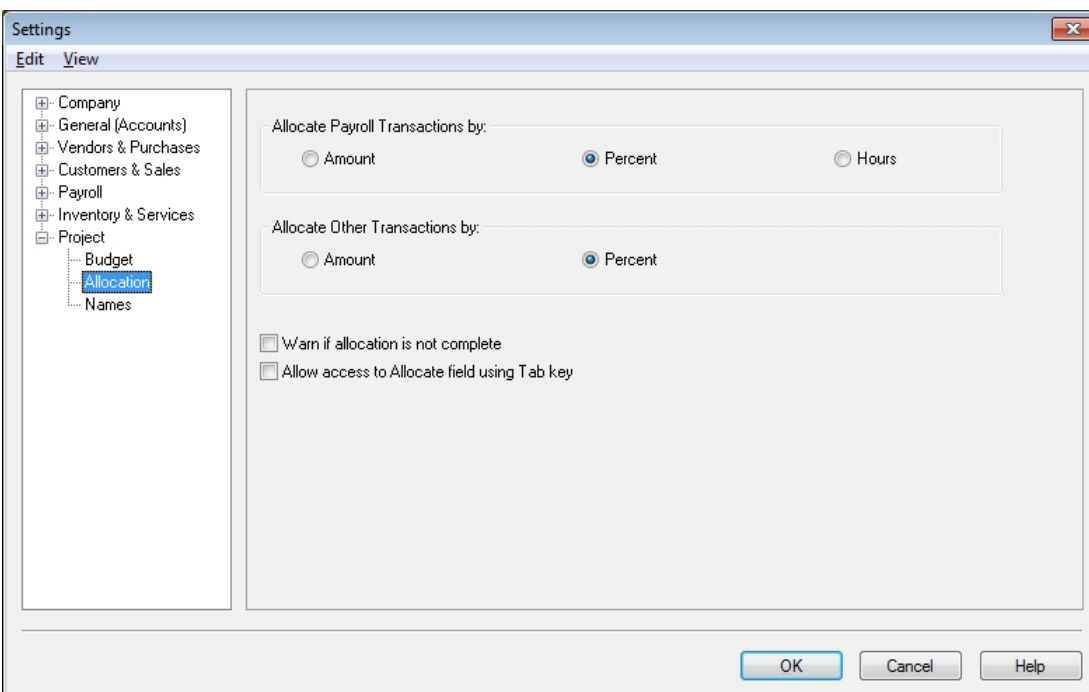 Settings
Edit View
Company
General (Accounts)
Vendors & Purchases
Customers & Sales
Payroll
Inventory & Services
Project
Budget
Allocation
Names
Allocate Payroll Transactions by:
Amount Percent Hours
Allocate Other Transactions by:
Amount Percent
Warn if allocation is not complete
Allow access to Allocate field using Tab key
OK Cancel Help